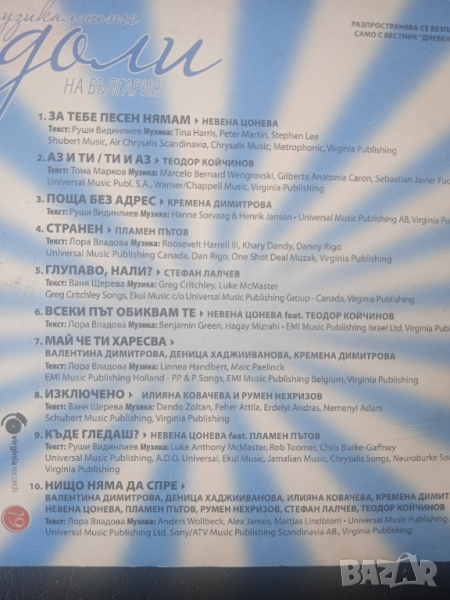 музикалните
идоли
НА БЪЛГАРИЯ
РАЗПРОСТРАНЯВА СЕ
САМО С ВЕСТНИК "ДНЕВЕН
1. ЗА ТЕБЕ ПЕСЕН НЯМАМ ▸ НЕВЕНА ЦОНЕВА
Текст: Руши Видинлиев Музика: Tina Harris, Peter Martin, Stephen Lee
Shubert Music, Air Chrysalis Scandinavia, Chrysalis Music, Metrophonic, Virginia Publishing
2. АЗ И ТИ / ТИ И АЗ ▸ ТЕОДОР КОЙЧИНОВ
Текст: Тома Марков Музика: Marcelo Bernard Wengrovski, Gilberta Anatonia Caron, Sebastian Javier
Universal Music Publ. S.A., Warner/Chappell Music, Virginia Publishing
3. ПОЩА БЕЗ АДРЕС ▸ КРЕМЕНА ДИМИТРОВА
Текст: Руши Видинлиев Музика: Hanne Sorvaag & Henrik Janson • Universal Music Publishing AB, Virginia
4. СТРАНЕН ▸ ПЛАМЕН ПЪТОВ
Текст: Лора Владова Музика: Roosevelt Harrell III, Khary Dandy, Danny Rigo
Universal Music Publishing Canada, Dan Rigo, One Shot Deal Muzak, Virginia Publishing
5. ГЛУПАВО, НАЛИ? ▸ СТЕФАН ЛАЛЧЕВ
Текст: Ваня Щерева Музика: Greg Critchley, Luke McMaster
Greg Critchley Songs, Ekul Music c/o Universal Music Publishing Group - Canada, Virginia Publishing
6. ВСЕКИ ПЪТ ОБИКВАМ ТЕ ▸ НЕВЕНА ЦОНЕВА feat. ТЕОДОР КОЙЧИНОВ
Текст: Лора Владова Музика: Benjamin Green, Hagay Mizrahi • EMI Music Publishing Israel Ltd, Virginia
7. МАЙ ЧЕ ТИ ХАРЕСВА ▸
ВАЛЕНТИНА ДИМИТРОВА, ДЕНИЦА ХАДЖИИВАНОВА, КРЕМЕНА ДИМИТРОВА
Текст: Лора Владова Музика: Linnea Handbert, Marc Paelinck
EMI Music Publishing Holland - PP & P Songs, EMI Music Publishing Belgium, Virginia Publishing
8. ИЗКЛЮЧЕНО ▸ ИЛИЯНА КОВАЧЕВА И РУМЕН НЕХРИЗОВ
Текст: Ваня Щерева Музика: Dando Zoltan, Feher Attila, Erdelyi Andras, Nemenyi Adam
Schubert Music Publishing, Virginia Publishing
9. КЪДЕ ГЛЕДАШ? ▸ НЕВЕНА ЦОНЕВА feat. ПЛАМЕН ПЪТОВ
Текст: Руши Видинлиев Музика: Luke Anthony McMaster, Rob Toomer, Chris Burke-Gaffney
Universal Music Publishing, A.D.O. Universal, Ekul Music, Jamalian Music, Chrysalis Songs, Neuroburke
10. НИЩО НЯМА ДА СПРЕ ▸
ВАЛЕНТИНА ДИМИТРОВА, ДЕНИЦА ХАДЖИИВАНОВА, ИЛИЯНА КОВАЧЕВА, КРЕМЕНА
НЕВЕНА ЦОНЕВА, ПЛАМЕН ПЪТОВ, РУМЕН НЕХРИЗОВ, СТЕФАН ЛАЛЧЕВ, ТЕОДОР КОЙЧИНОВ
Текст: Лора Владова Музика: Anders Wollbeck, Alex James, Mattias Lindblom • Universal Music Publishing
Universal Music Publishing Ltd, Sony/ATV Music Publishing Scandinavia AB., Virginia Publishing
virginia records
19
БАЗАР
bazar.bg